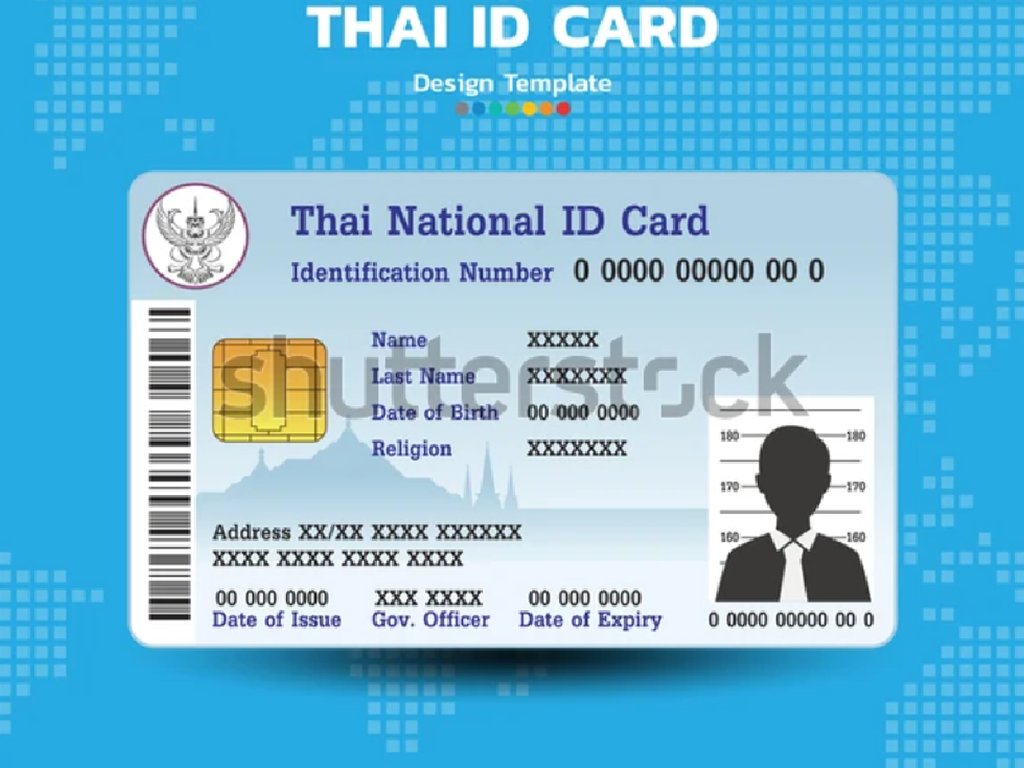 THAI ID CARD
Design Template
Thai National ID Card
Identification Number 0 0000 00000 00 0
Name XXXXX
Last Name XXXXXXX
Date of Birth 00 000 0000
Religion XXXXXXX
shutterstock
180 180
170 170
160 160
Address XX/XX XXXX XXXXXX
XXXX XXXX XXXX XXXX
00 000 0000 XXX XXXX 00 000 0000
Date of Issue Gov. Officer Date of Expiry 0 0000 00000 00 0